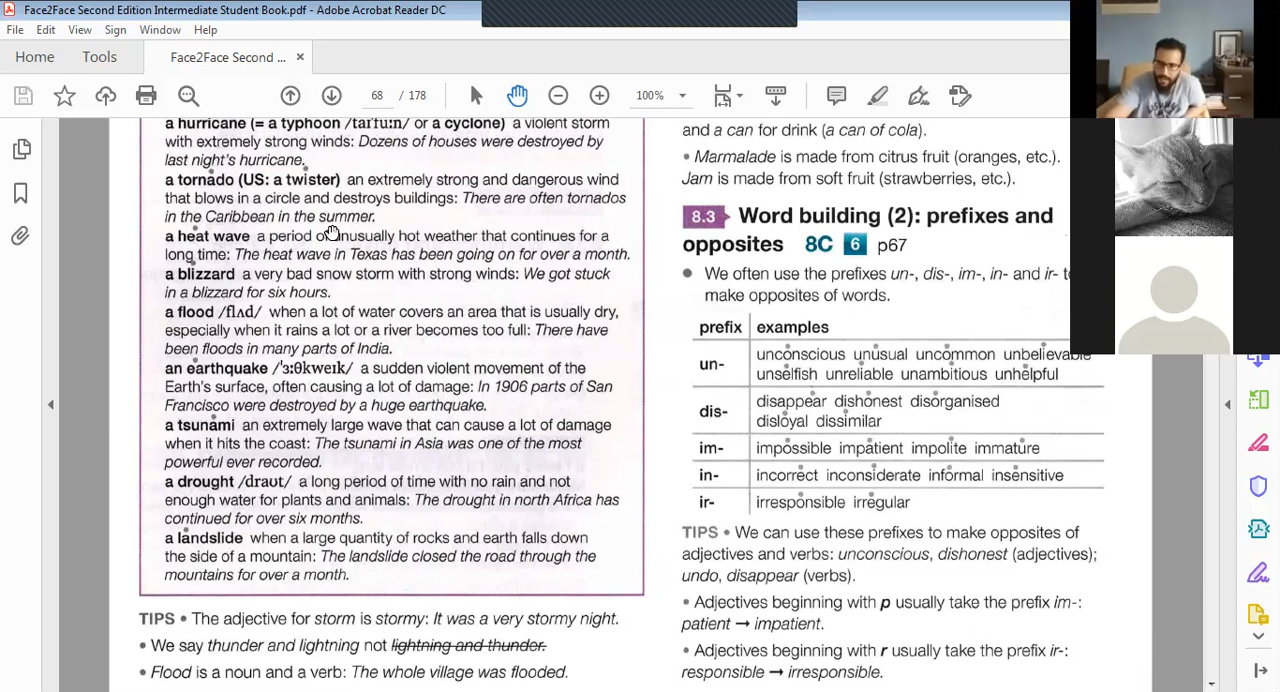 Face2Face Second Edition Intermediate Student Book.pdf - Adobe Acrobat Reader DC
File Edit View Sign Window Help
Home Tools Face2Face Second ... ×
68 / 178 100%
a hurricane (= a typhoon /taɪˈfuːn/ or a cyclone) a violent storm
with extremely strong winds: Dozens of houses were destroyed by
last night's hurricane.
a tornado (US: a twister) an extremely strong and dangerous wind
that blows in a circle and destroys buildings: There are often tornados
in the Caribbean in the summer.
a heat wave a period of unusually hot weather that continues for a
long time: The heat wave in Texas has been going on for over a month.
a blizzard a very bad snow storm with strong winds: We got stuck
in a blizzard for six hours.
a flood /flʌd/ when a lot of water covers an area that is usually dry,
especially when it rains a lot or a river becomes too full: There have
been floods in many parts of India.
an earthquake /ˈɜːθkweɪk/ a sudden violent movement of the
Earth's surface, often causing a lot of damage: In 1906 parts of San
Francisco were destroyed by a huge earthquake.
a tsunami an extremely large wave that can cause a lot of damage
when it hits the coast: The tsunami in Asia was one of the most
powerful ever recorded.
a drought /draʊt/ a long period of time with no rain and not
enough water for plants and animals: The drought in north Africa has
continued for over six months.
a landslide when a large quantity of rocks and earth falls down
the side of a mountain: The landslide closed the road through the
mountains for over a month.
TIPS • The adjective for storm is stormy: It was a very stormy night.
• We say thunder and lightning not lightning and thunder.
• Flood is a noun and a verb: The whole village was flooded.
and a can for drink (a can of cola).
• Marmalade is made from citrus fruit (oranges, etc.).
Jam is made from soft fruit (strawberries, etc.).
8.3 Word building (2): prefixes and
opposites 8C 6 p67
● We often use the prefixes un-, dis-, im-, in- and ir-
make opposites of words.
prefix examples
un- unconscious unusual uncommon unbelievable
unselfish unreliable unambitious unhelpful
dis- disappear dishonest disorganised
disloyal dissimilar
im- impossible impatient impolite immature
in- incorrect inconsiderate informal insensitive
ir- irresponsible irregular
TIPS • We can use these prefixes to make opposites of
adjectives and verbs: unconscious, dishonest (adjectives);
undo, disappear (verbs).
• Adjectives beginning with p usually take the prefix im-:
patient → impatient.
• Adjectives beginning with r usually take the prefix ir-:
responsible → irresponsible.